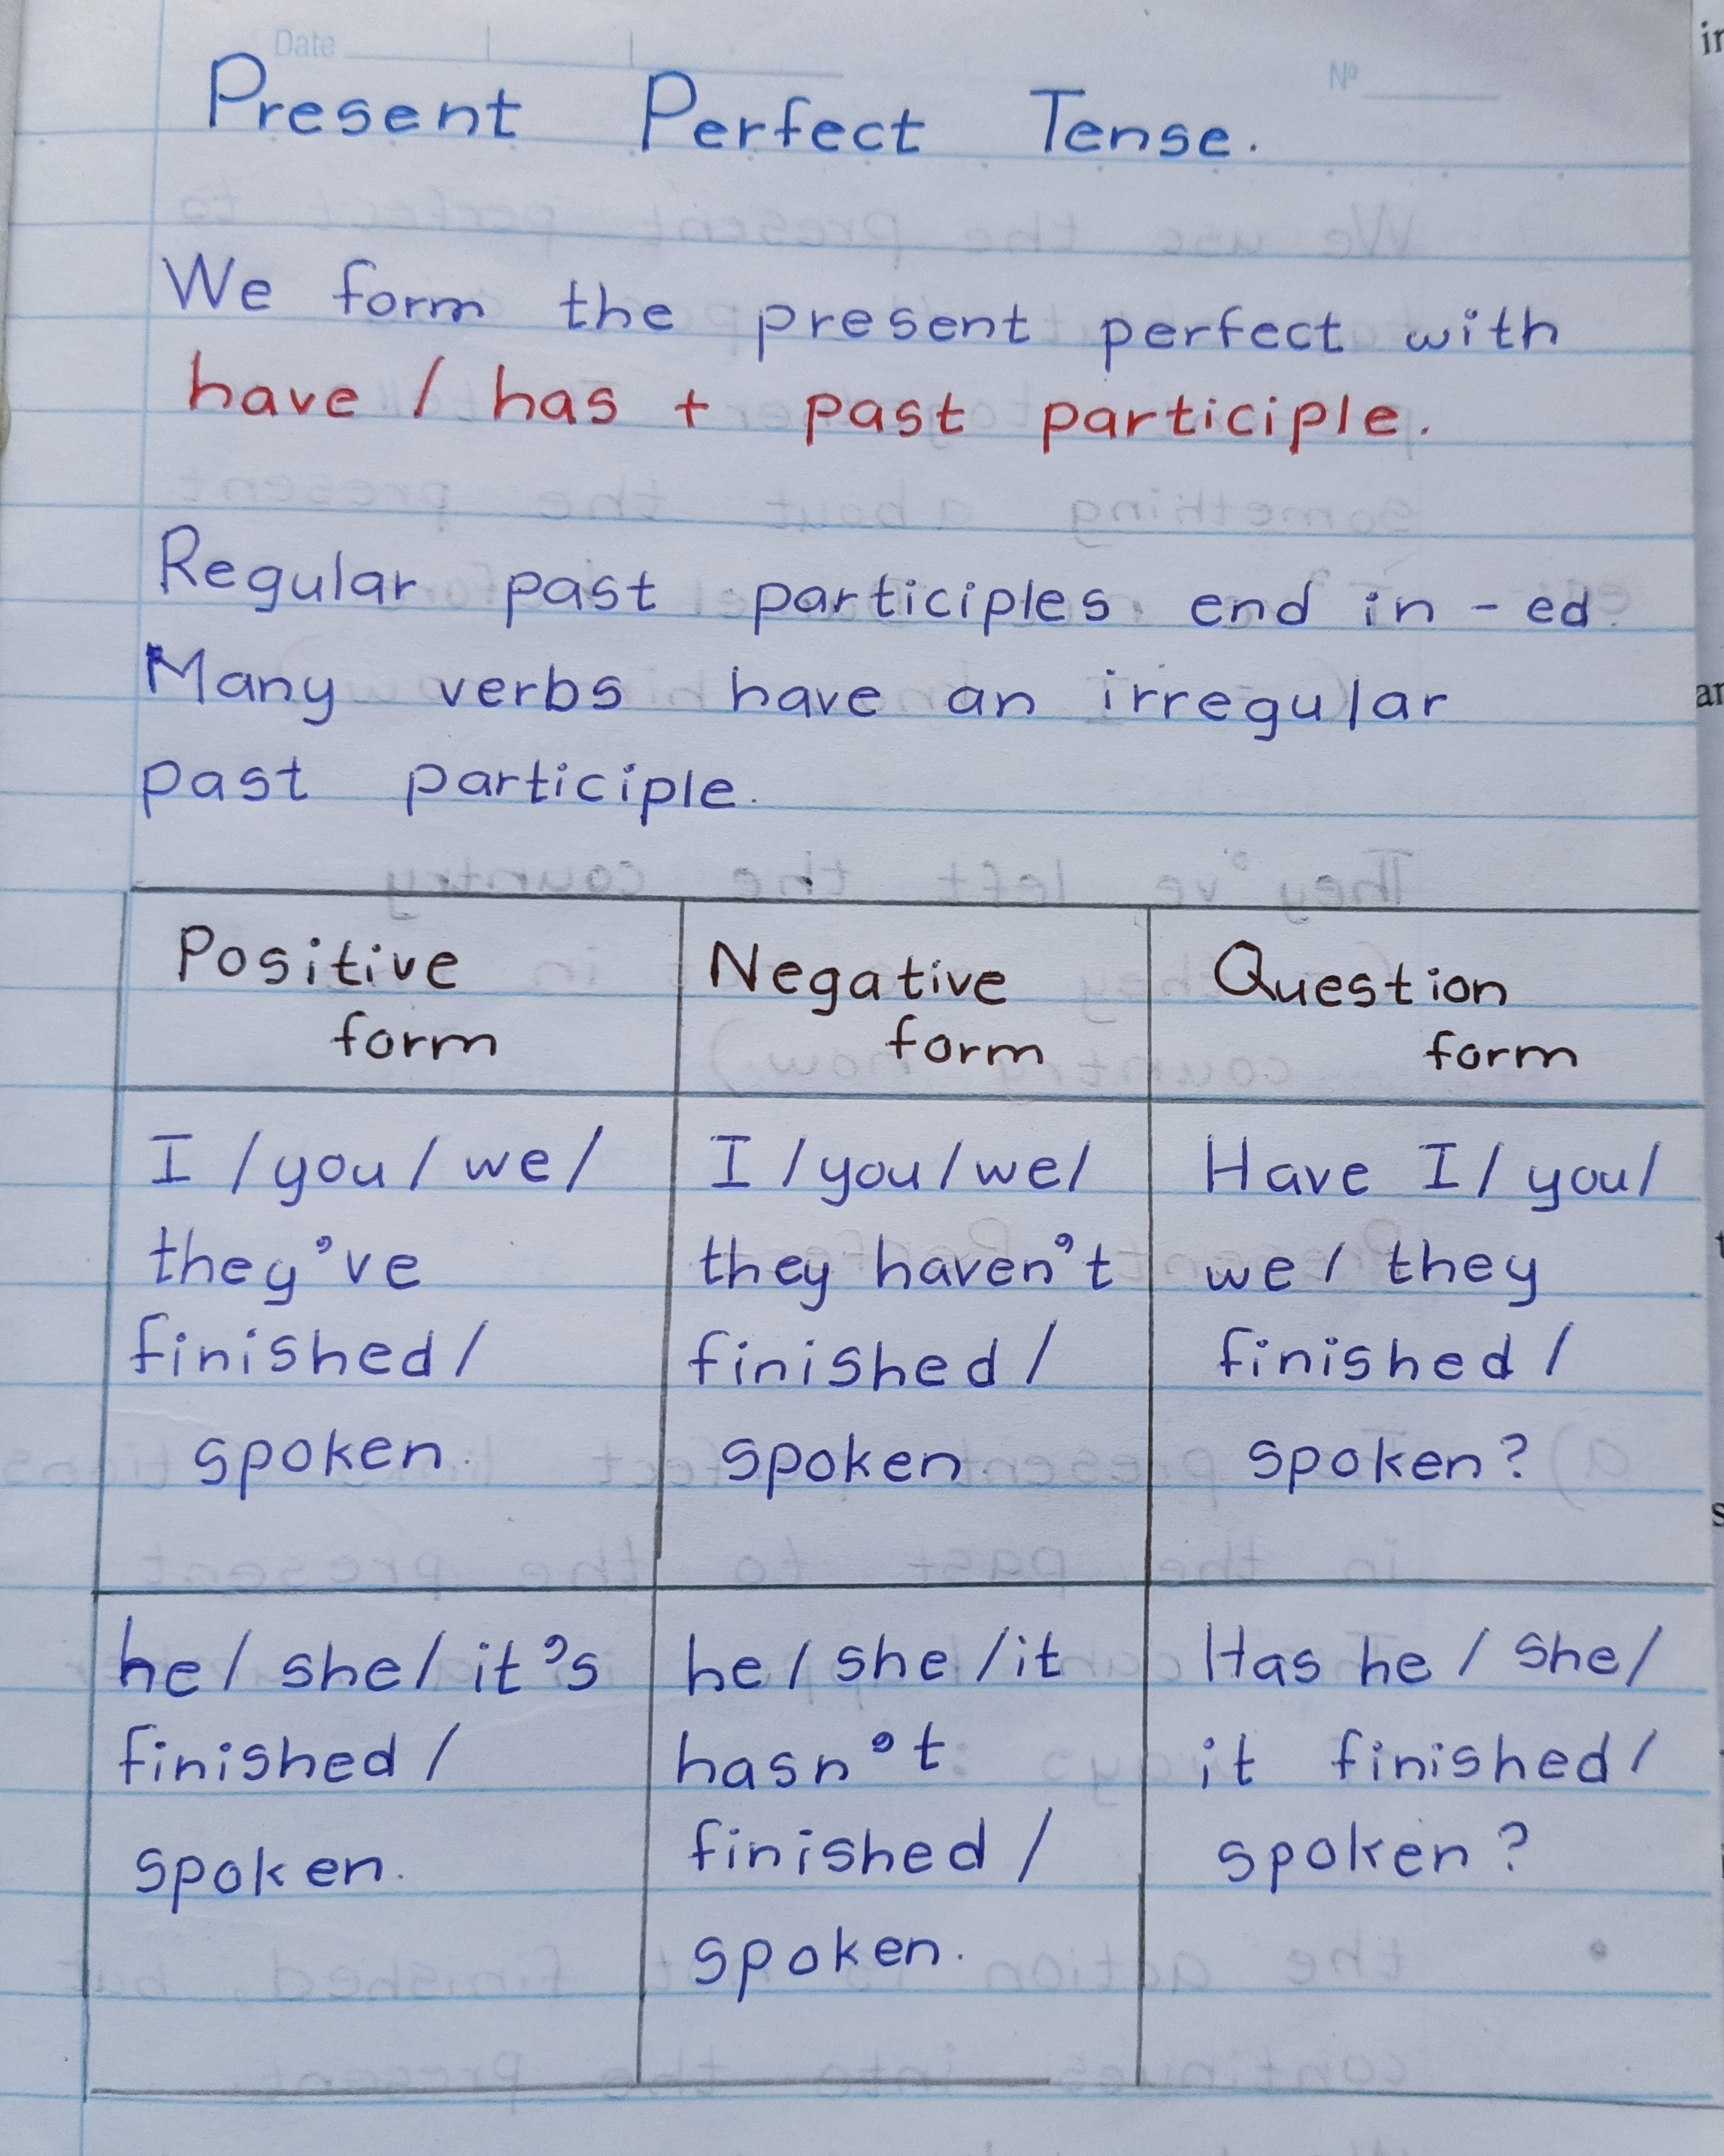 Date
Nº
Present Perfect Tense.
We form the present perfect with
have / has + past participle.
Regular past participles end in - ed.
Many verbs have an irregular
past participle.
Positive form
Negative form
Question form
I / you / we /
they've
finished /
spoken.
I / you / we /
they haven't
finished /
spoken.
Have I / you /
we / they
finished /
spoken?
he / she / it's
finished /
spoken.
he / she / it
hasn't
finished /
spoken.
Has he / she /
it finished /
spoken?